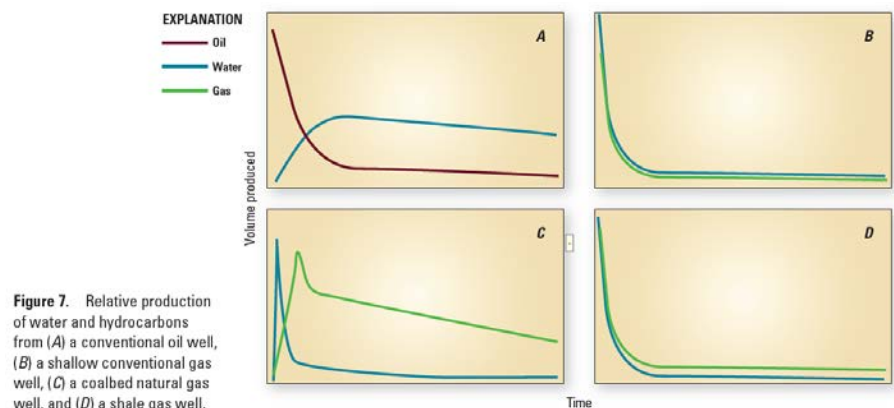 EXPLANATION
Oil
Water
Gas
A
B
Volume produced
C
D
Time
Figure 7. Relative production
of water and hydrocarbons
from (A) a conventional oil well,
(B) a shallow conventional gas
well, (C) a coalbed natural gas
well, and (D) a shale gas well.